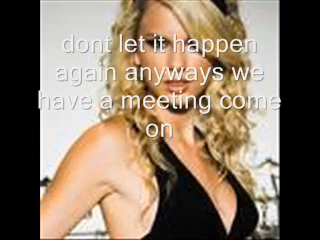 dont let it happen
again anyways we
have a meeting come
on